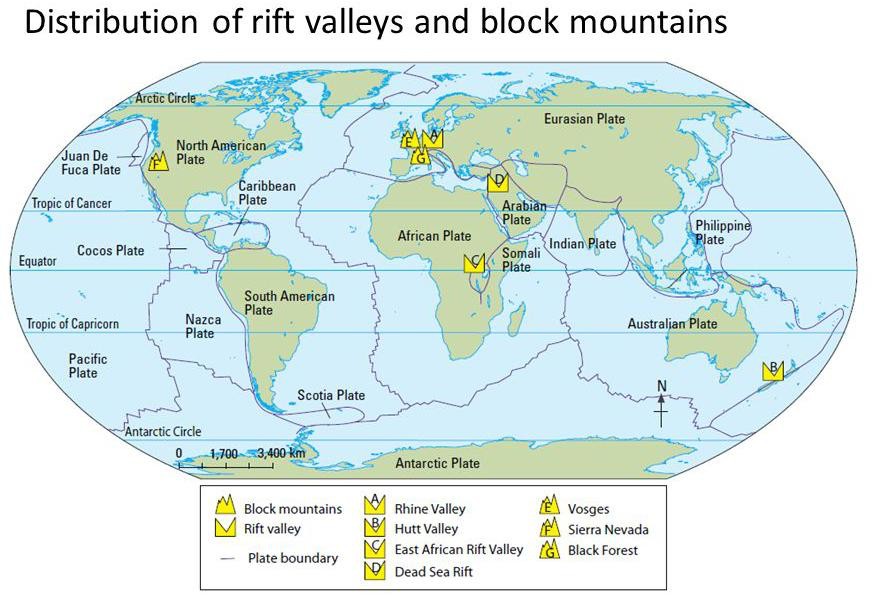 Distribution of rift valleys and block mountains
Arctic Circle
Eurasian Plate
A
E
North American
Plate
G
Juan De
Fuca Plate
F
D
Caribbean
Plate
Tropic of Cancer
Arabian
Plate
African Plate
Philippine
Plate
Cocos Plate
Indian Plate
Somali
Plate
Equator
C
South American
Plate
Nazca
Plate
Tropic of Capricorn
Australian Plate
Pacific
Plate
B
N
Scotia Plate
Antarctic Circle
0 1,700 3,400 km
Antarctic Plate
Block mountains
Rift valley
Plate boundary
A Rhine Valley
B Hutt Valley
C East African Rift Valley
D Dead Sea Rift
E Vosges
F Sierra Nevada
G Black Forest